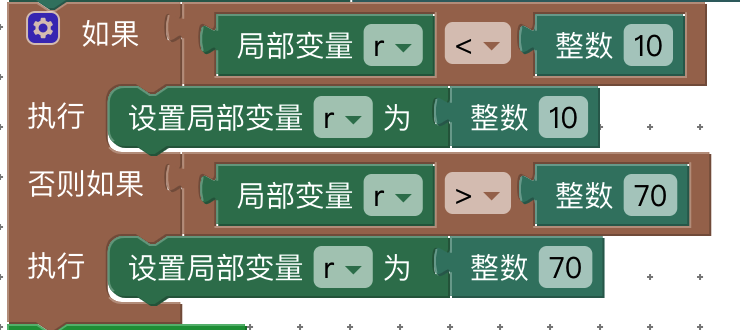 如果 局部变量 r < 整数 10
执行 设置局部变量 r 为 整数 10
否则如果 局部变量 r > 整数 70
执行 设置局部变量 r 为 整数 70